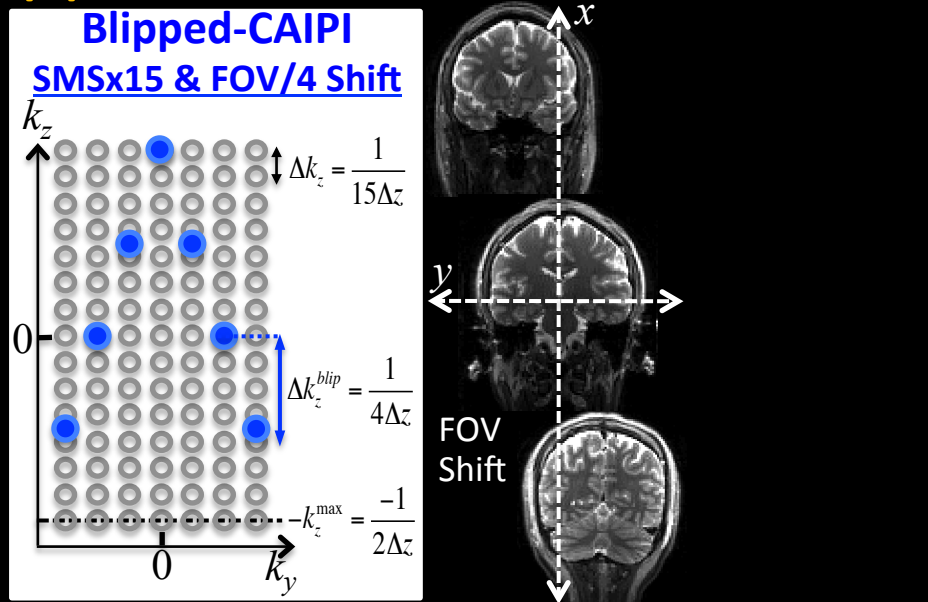 Blipped-CAIPI
SMSx15 & FOV/4 Shift
k_z
Δk_z = 1/(15Δz)
0
Δk_z^{blip} = 1/(4Δz)
-k_z^{max} = -1/(2Δz)
0
k_y
x
y
FOV
Shift